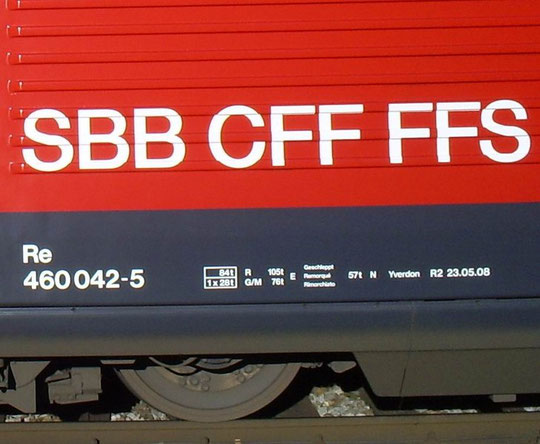 SBB CFF FFS
Re
460 042-5
84t
1 x 28t
R 105t
G/M 76t
E
Geschleppt
Remorqué
Rimorchiato
57t N Yverdon R2 23.05.08